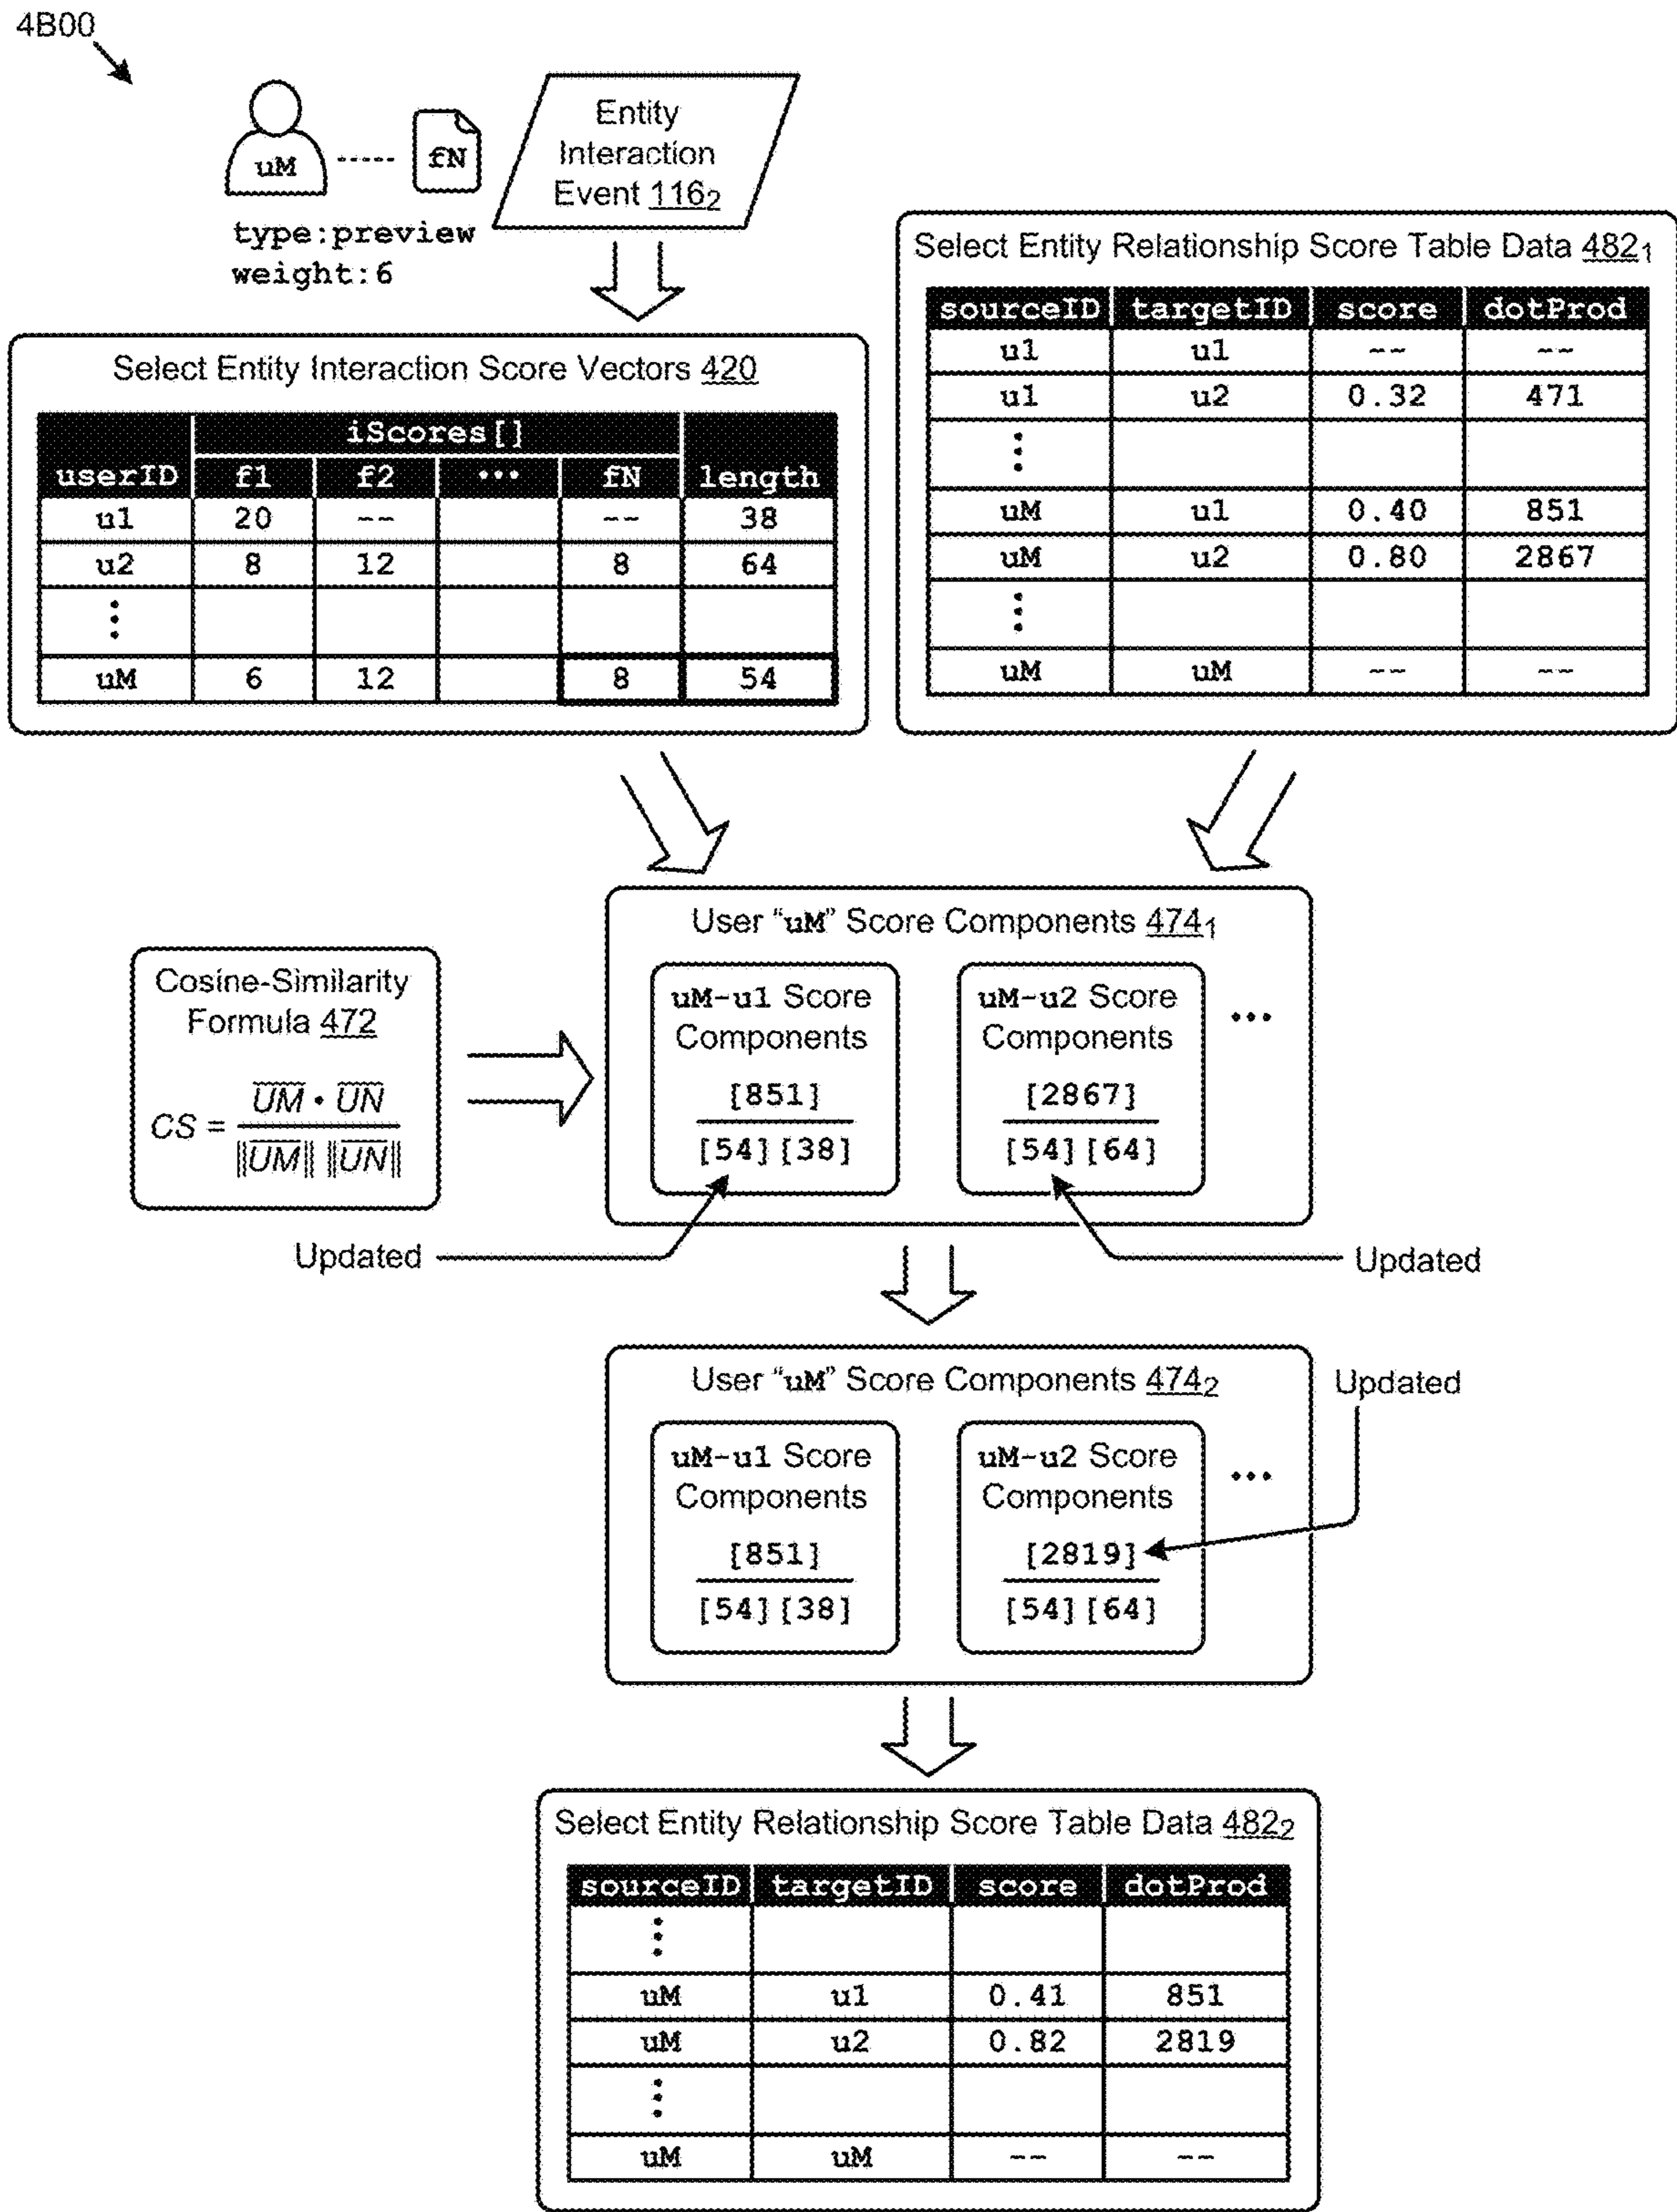 4B00
uM
fN
type:preview
weight:6
Entity
Interaction
Event 116₂
Select Entity Interaction Score Vectors 420
userID iScores[] length
f1 f2 ••• fN
u1 20 -- -- 38
u2 8 12 8 64
⋮
uM 6 12 8 54
Select Entity Relationship Score Table Data 482₁
sourceID targetID score dotProd
u1 u1 -- --
u1 u2 0.32 471
⋮
uM u1 0.40 851
uM u2 0.80 2867
⋮
uM uM -- --
Cosine-Similarity
Formula 472
CS = UM • UN
‖UM‖ ‖UN‖
User “uM” Score Components 474₁
uM-u1 Score
Components
[851]
[54][38]
uM-u2 Score
Components
[2867]
[54][64]
•••
Updated
Updated
User “uM” Score Components 474₂
uM-u1 Score
Components
[851]
[54][38]
uM-u2 Score
Components
[2819]
[54][64]
•••
Updated
Select Entity Relationship Score Table Data 482₂
sourceID targetID score dotProd
⋮
uM u1 0.41 851
uM u2 0.82 2819
⋮
uM uM -- --